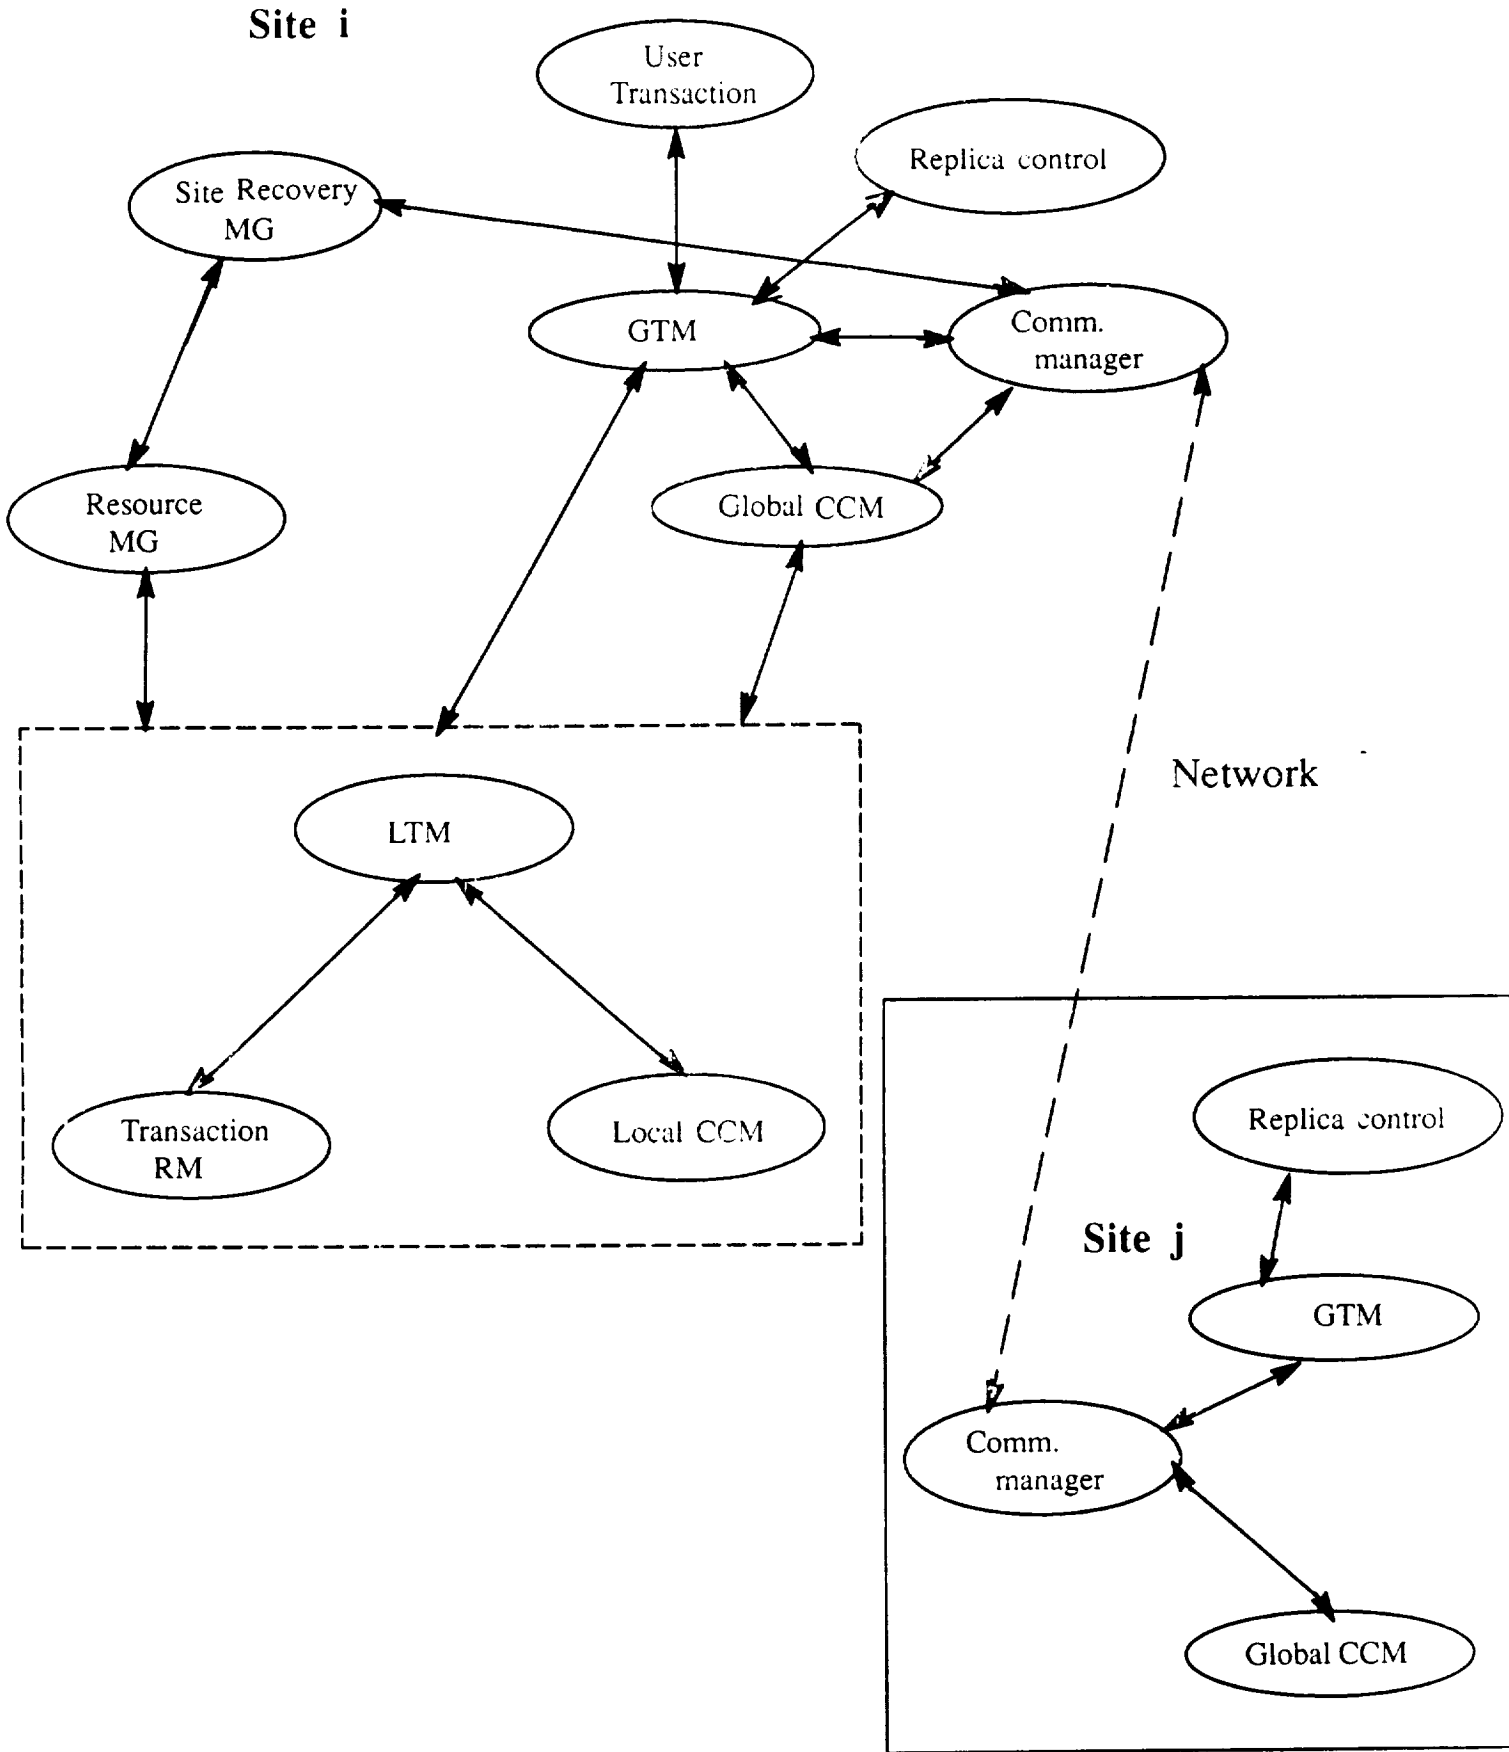 Site i
User
Transaction
Replica control
Site Recovery
MG
GTM
Comm.
manager
Resource
MG
Global CCM
Network
LTM
Transaction
RM
Local CCM
Replica control
Site j
GTM
Comm.
manager
Global CCM